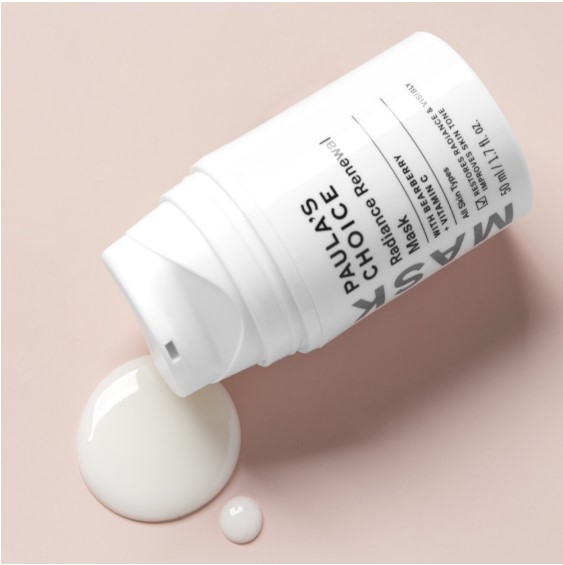 PAULA'S
CHOICE
Radiance Renewal
Mask
WITH BEARBERRY
+ VITAMIN C
All Skin Types
RESTORES RADIANCE & VISIBLY
IMPROVES SKIN TONE
50 ml / 1.7 fl. oz.
MASK